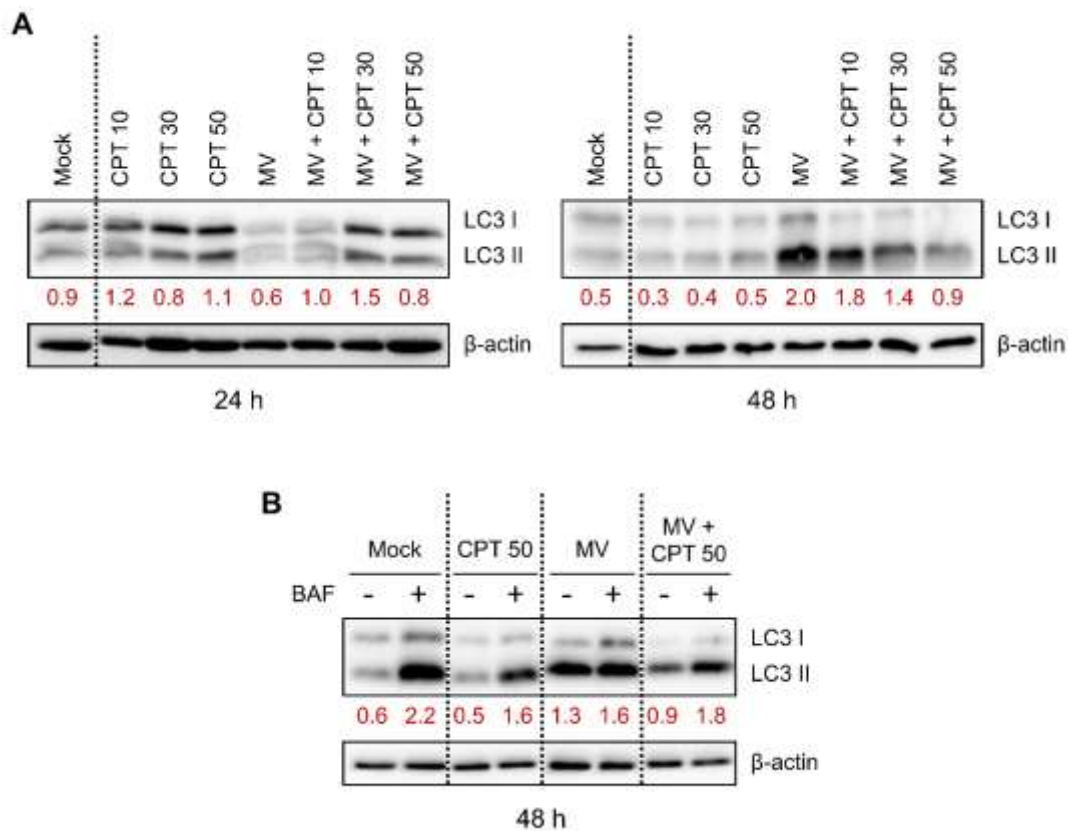 A
Mock
CPT 10
CPT 30
CPT 50
MV
MV + CPT 10
MV + CPT 30
MV + CPT 50
LC3 I
LC3 II
0.9 1.2 0.8 1.1 0.6 1.0 1.5 0.8
β-actin
24 h
Mock
CPT 10
CPT 30
CPT 50
MV
MV + CPT 10
MV + CPT 30
MV + CPT 50
LC3 I
LC3 II
0.5 0.3 0.4 0.5 2.0 1.8 1.4 0.9
β-actin
48 h
B
Mock CPT 50 MV MV +
CPT 50
BAF - + - + - + - +
LC3 I
LC3 II
0.6 2.2 0.5 1.6 1.3 1.6 0.9 1.8
β-actin
48 h